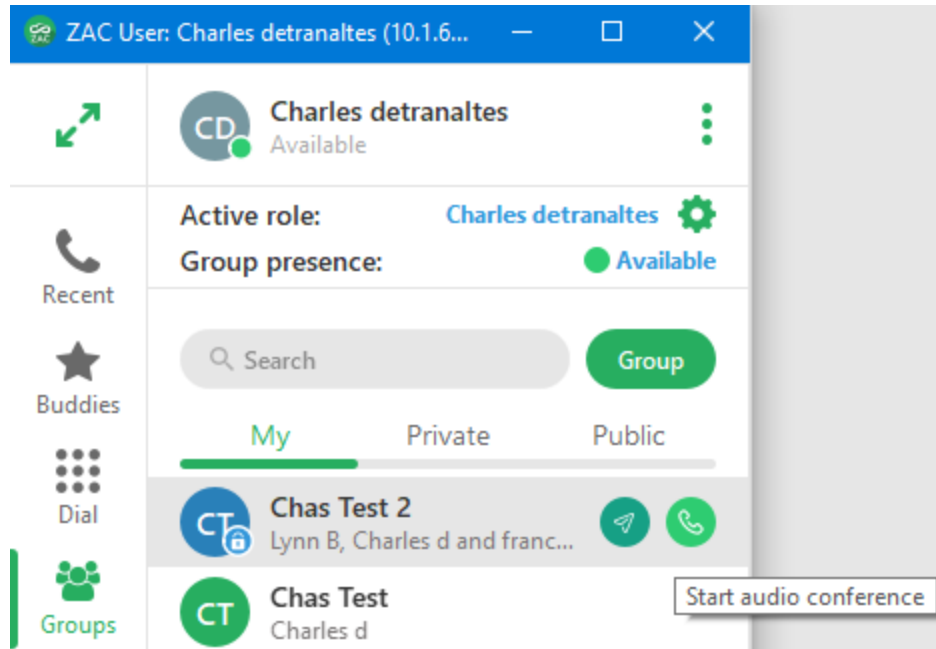 ZAC User: Charles detranaltes (10.1.6...
ZAC
CD
Charles detranaltes
Available
Active role: Charles detranaltes
Group presence: Available
Recent
Search
Group
Buddies
My Private Public
Dial
CT
Chas Test 2
Lynn B, Charles d and franc...
Start audio conference
Groups
CT
Chas Test
Charles d